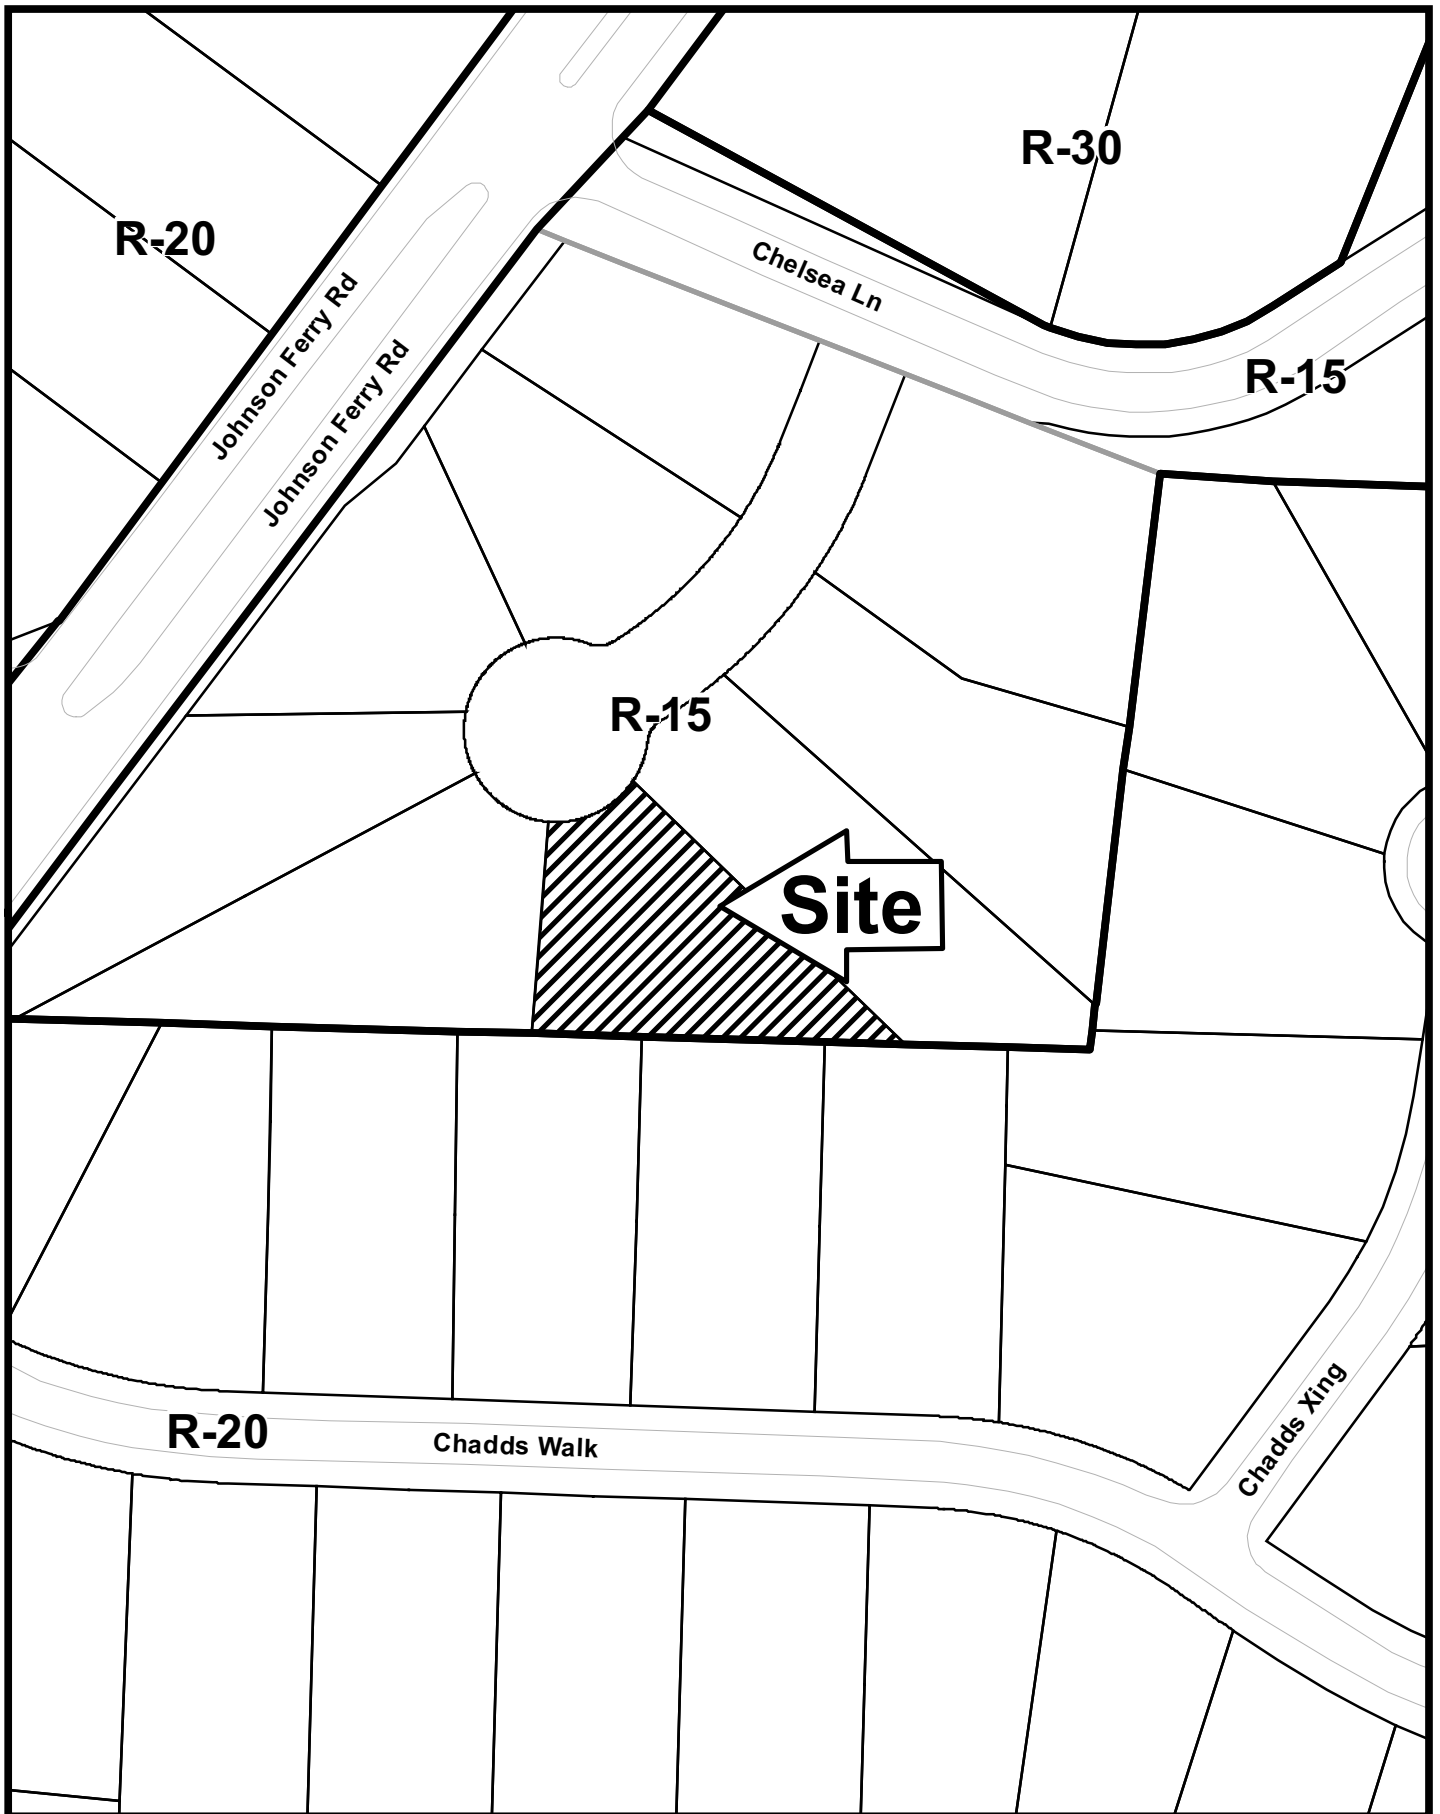 R-30
R-20
Chelsea Ln
Johnson Ferry Rd
Johnson Ferry Rd
R-15
R-15
Site
R-20
Chadds Walk
Chadds Xing